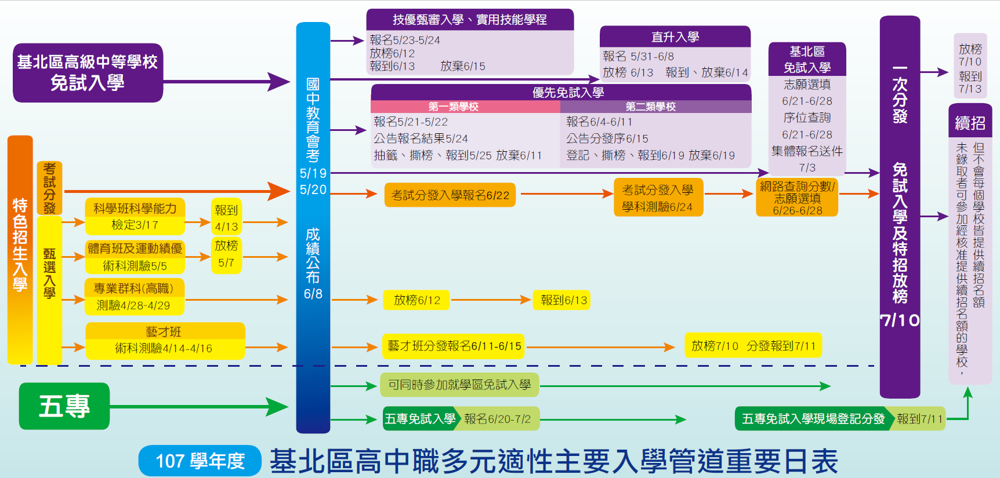 基北區高級中等學校
免試入學
特色招生入學
考試分發
甄選入學
科學班科學能力
檢定3/17
報到
4/13
體育班及運動績優
術科測驗5/5
放榜
5/7
專業群科(高職)
測驗4/28-4/29
藝才班
術科測驗4/14-4/16
五專
國中教育會考
5/19
5/20
成績公布
6/8
技優甄審入學、實用技能學程
報名5/23-5/24
放榜6/12
報到6/13 放棄6/15
直升入學
報名 5/31-6/8
放榜 6/13 報到、放棄6/14
優先免試入學
第一類學校
報名5/21-5/22
公告報名結果5/24
抽籤、撕榜、報到5/25 放棄6/11
第二類學校
報名6/4-6/11
公告分發序6/15
登記、撕榜、報到6/19 放棄6/19
基北區
免試入學
志願選填
6/21-6/28
序位查詢
6/21-6/28
集體報名送件
7/3
考試分發入學報名6/22
考試分發入學
學科測驗6/24
網路查詢分數/
志願選填
6/26-6/28
放榜6/12
報到6/13
藝才班分發報名6/11-6/15
放榜7/10 分發報到7/11
可同時參加就學區免試入學
五專免試入學
報名6/20-7/2
五專免試入學現場登記分發
報到7/11
一次分發
免試入學及特招放榜
7/10
放榜
7/10
報到
7/13
續招
未錄取者可參加經核准提供續招名額的學校，
但不會每個學校皆提供續招名額
107 學年度
基北區高中職多元適性主要入學管道重要日表